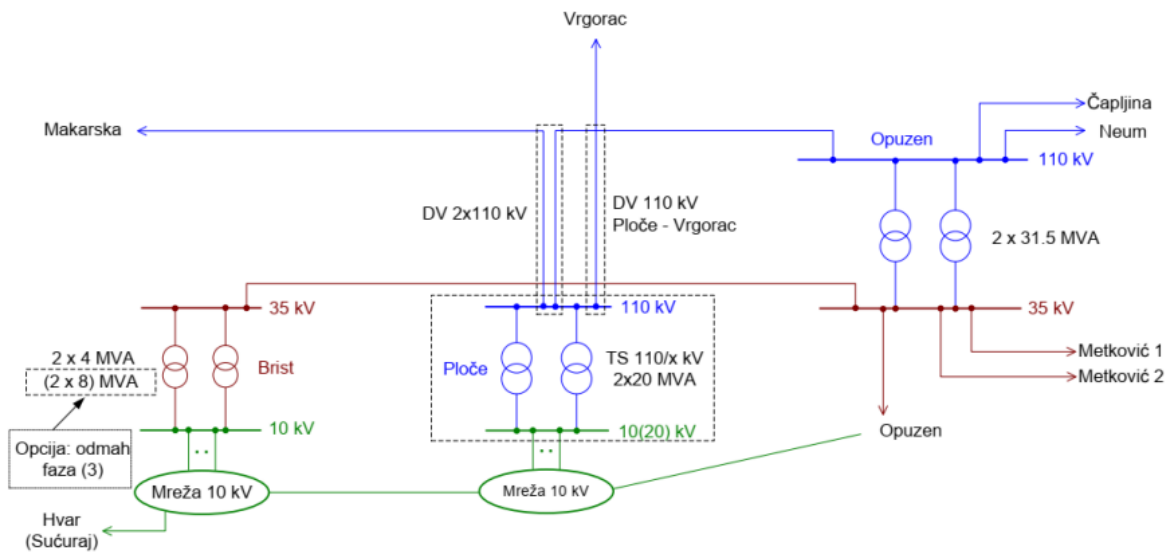 Vrgorac
Čapljina
Makarska
Neum
Opuzen
110 kV
DV 2x110 kV
DV 110 kV
Ploče - Vrgorac
2 x 31.5 MVA
35 kV
110 kV
35 kV
2 x 4 MVA
(2 x 8) MVA
Brist
Ploče
TS 110/x kV
2x20 MVA
Metković 1
Metković 2
10 kV
10(20) kV
Opuzen
Opcija: odmah
faza (3)
Mreža 10 kV
Mreža 10 kV
Hvar
(Sućuraj)